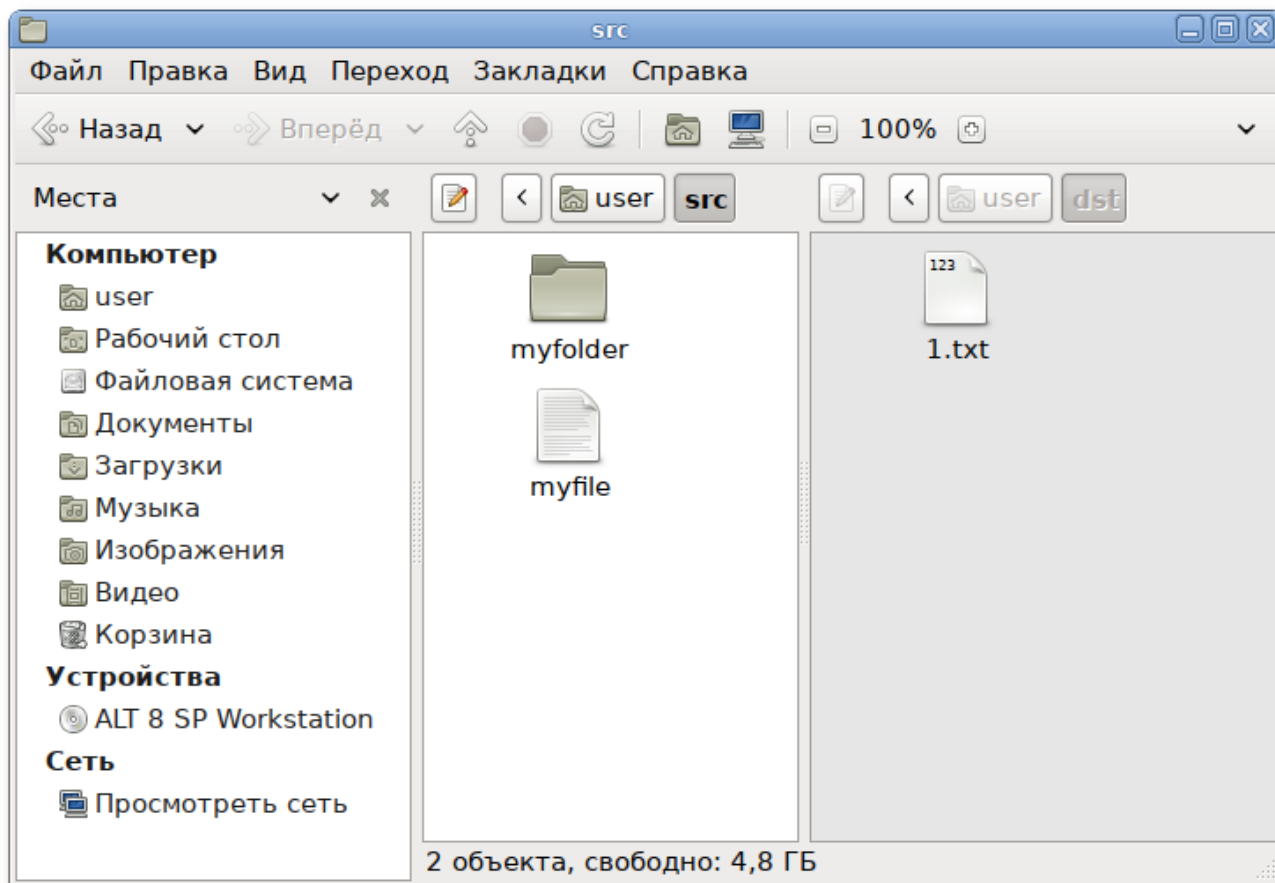 src
Файл Правка Вид Переход Закладки Справка
Назад Вперёд 100%
Места user src user dst
Компьютер
user
Рабочий стол
Файловая система
Документы
Загрузки
Музыка
Изображения
Видео
Корзина
Устройства
ALT 8 SP Workstation
Сеть
Просмотреть сеть
myfolder
myfile
123
1.txt
2 объекта, свободно: 4,8 ГБ